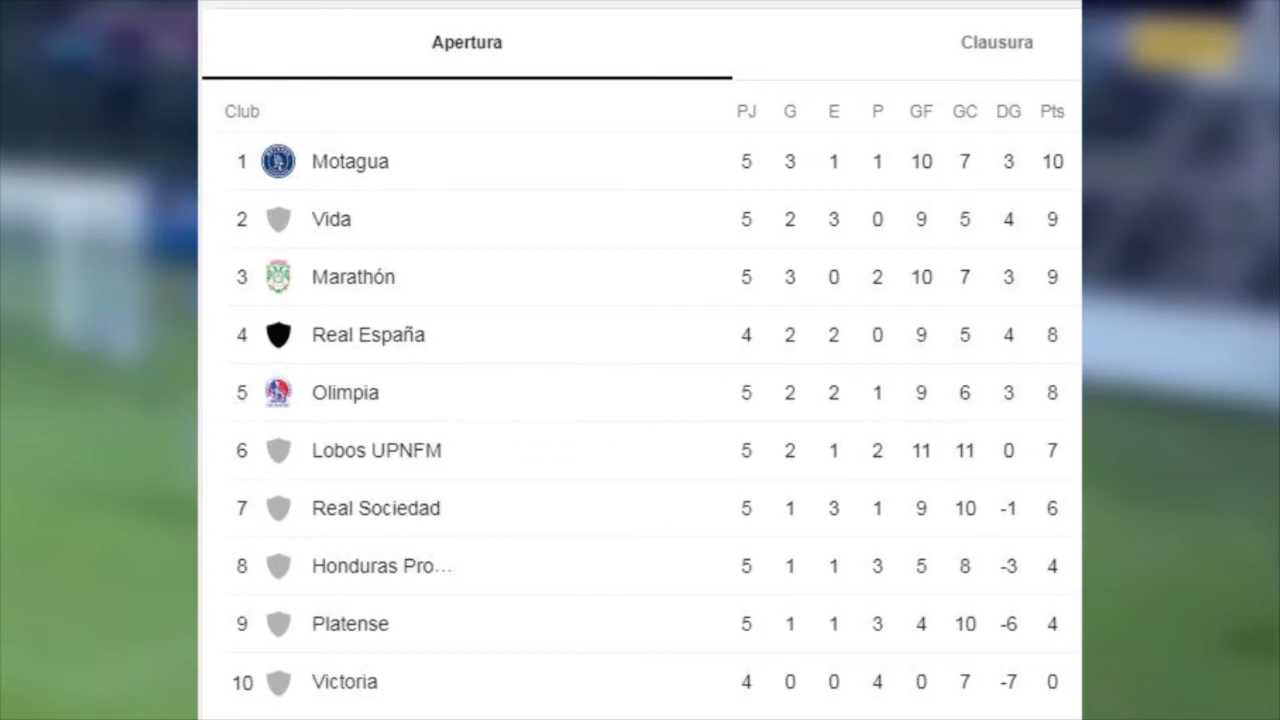 Apertura Clausura
Club PJ G E P GF GC DG Pts
1 Motagua 5 3 1 1 10 7 3 10
2 Vida 5 2 3 0 9 5 4 9
3 Marathón 5 3 0 2 10 7 3 9
4 Real España 4 2 2 0 9 5 4 8
5 Olimpia 5 2 2 1 9 6 3 8
6 Lobos UPNFM 5 2 1 2 11 11 0 7
7 Real Sociedad 5 1 3 1 9 10 -1 6
8 Honduras Pro... 5 1 1 3 5 8 -3 4
9 Platense 5 1 1 3 4 10 -6 4
10 Victoria 4 0 0 4 0 7 -7 0